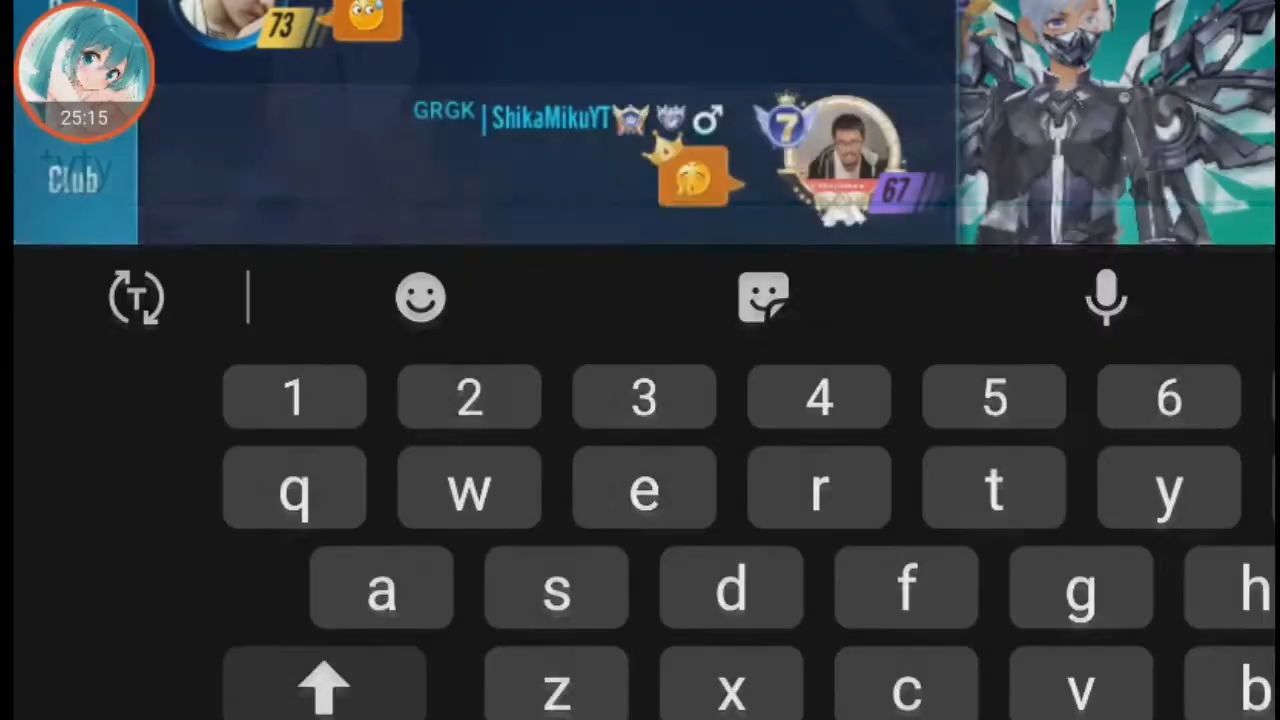 73
25:15
GRGK | ShikaMikuYT
7
67
Club
T
1 2 3 4 5 6
q w e r t y
a s d f g h
z x c v b